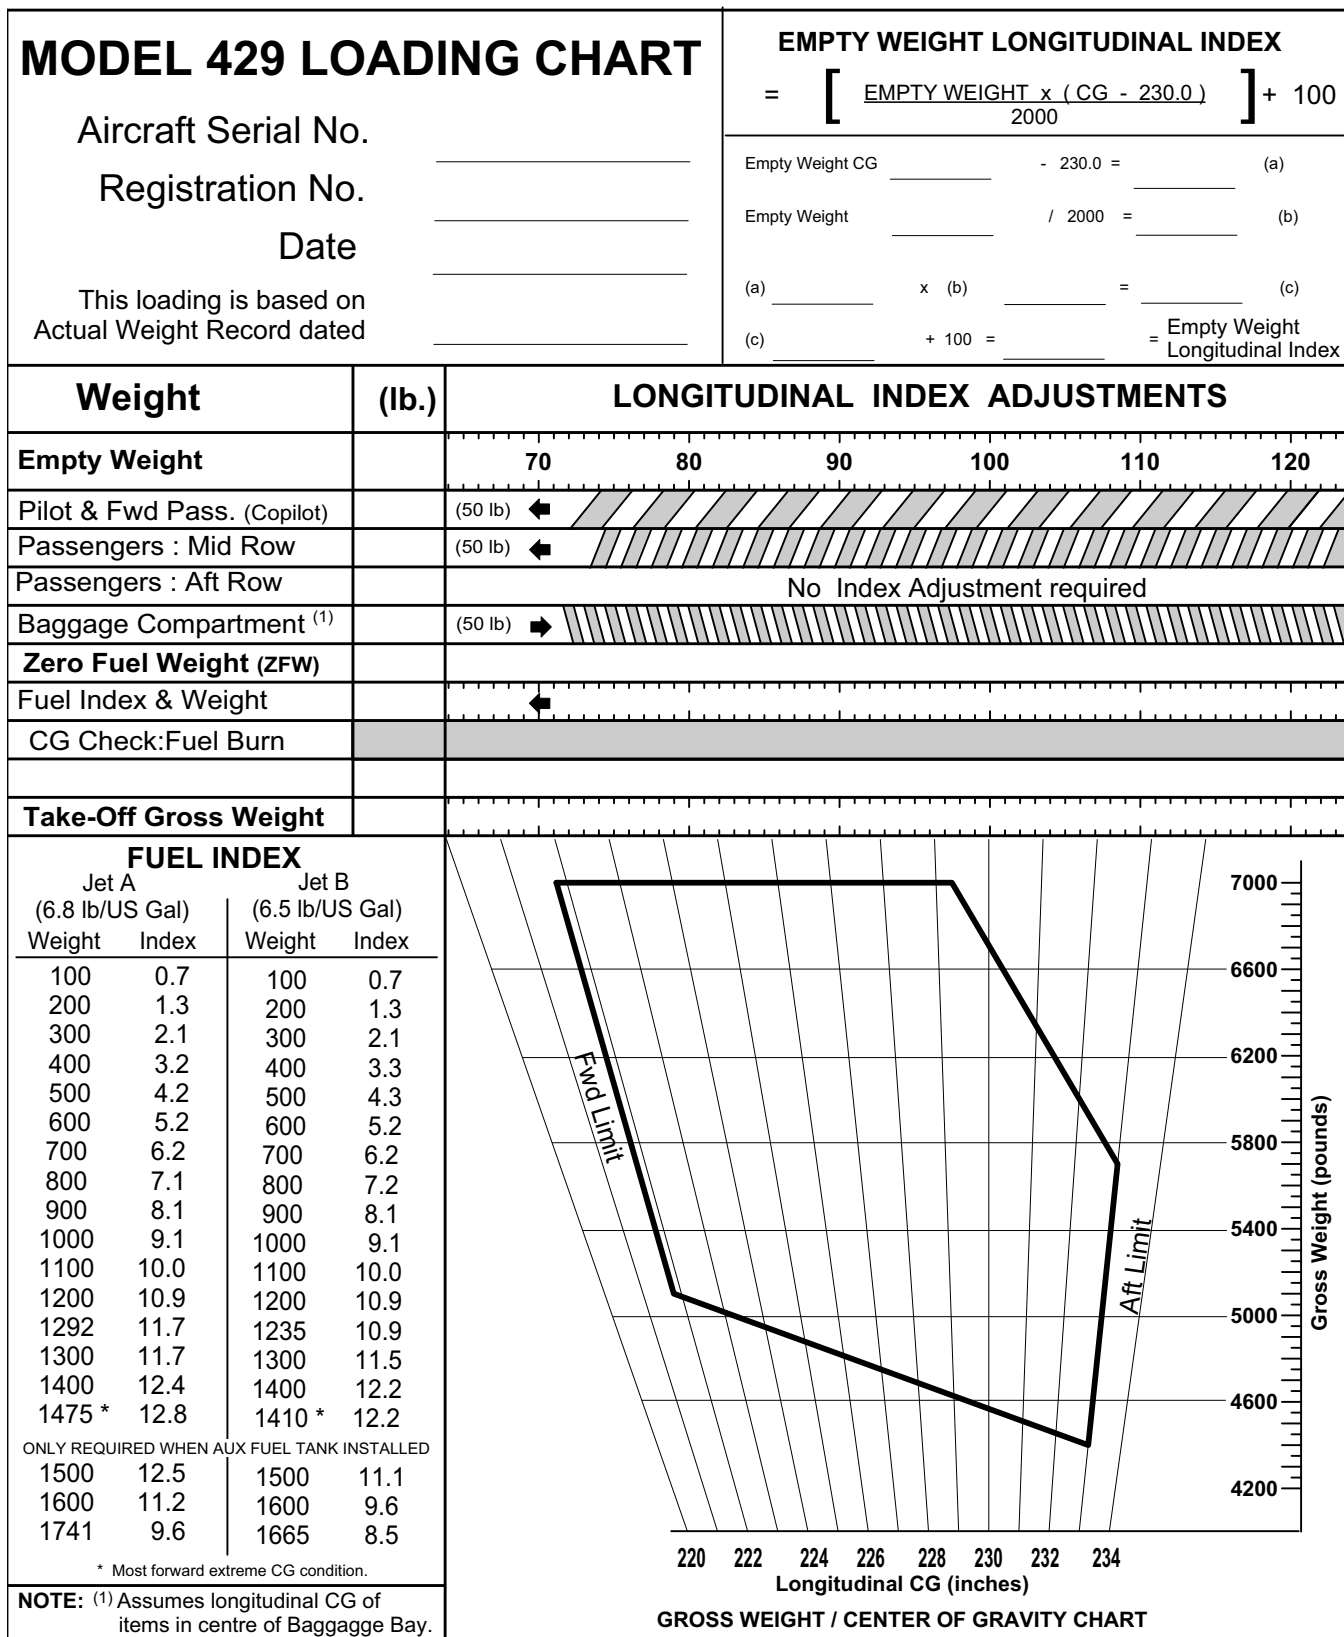 MODEL 429 LOADING CHART
Aircraft Serial No.
Registration No.
Date
This loading is based on
Actual Weight Record dated
EMPTY WEIGHT LONGITUDINAL INDEX
= [ EMPTY WEIGHT x ( CG - 230.0 ) ] + 100
2000
Empty Weight CG - 230.0 = (a)
Empty Weight / 2000 = (b)
(a) x (b) = (c)
(c) + 100 = = Empty Weight
Longitudinal Index
Weight (lb.) LONGITUDINAL INDEX ADJUSTMENTS
Empty Weight 70 80 90 100 110 120
Pilot & Fwd Pass. (Copilot) (50 lb)
Passengers : Mid Row (50 lb)
Passengers : Aft Row No Index Adjustment required
Baggage Compartment (1) (50 lb)
Zero Fuel Weight (ZFW)
Fuel Index & Weight
CG Check:Fuel Burn
Take-Off Gross Weight
FUEL INDEX
Jet A Jet B
(6.8 lb/US Gal) (6.5 lb/US Gal)
Weight Index Weight Index
100 0.7 100 0.7
200 1.3 200 1.3
300 2.1 300 2.1
400 3.2 400 3.3
500 4.2 500 4.3
600 5.2 600 5.2
700 6.2 700 6.2
800 7.1 800 7.2
900 8.1 900 8.1
1000 9.1 1000 9.1
1100 10.0 1100 10.0
1200 10.9 1200 10.9
1292 11.7 1235 10.9
1300 11.7 1300 11.5
1400 12.4 1400 12.2
1475 * 12.8 1410 * 12.2
ONLY REQUIRED WHEN AUX FUEL TANK INSTALLED
1500 12.5 1500 11.1
1600 11.2 1600 9.6
1741 9.6 1665 8.5
* Most forward extreme CG condition.
NOTE: (1) Assumes longitudinal CG of
items in centre of Baggagge Bay.
Fwd Limit
Aft Limit
7000
6600
6200
5800
5400
5000
4600
4200
Gross Weight (pounds)
220 222 224 226 228 230 232 234
Longitudinal CG (inches)
GROSS WEIGHT / CENTER OF GRAVITY CHART